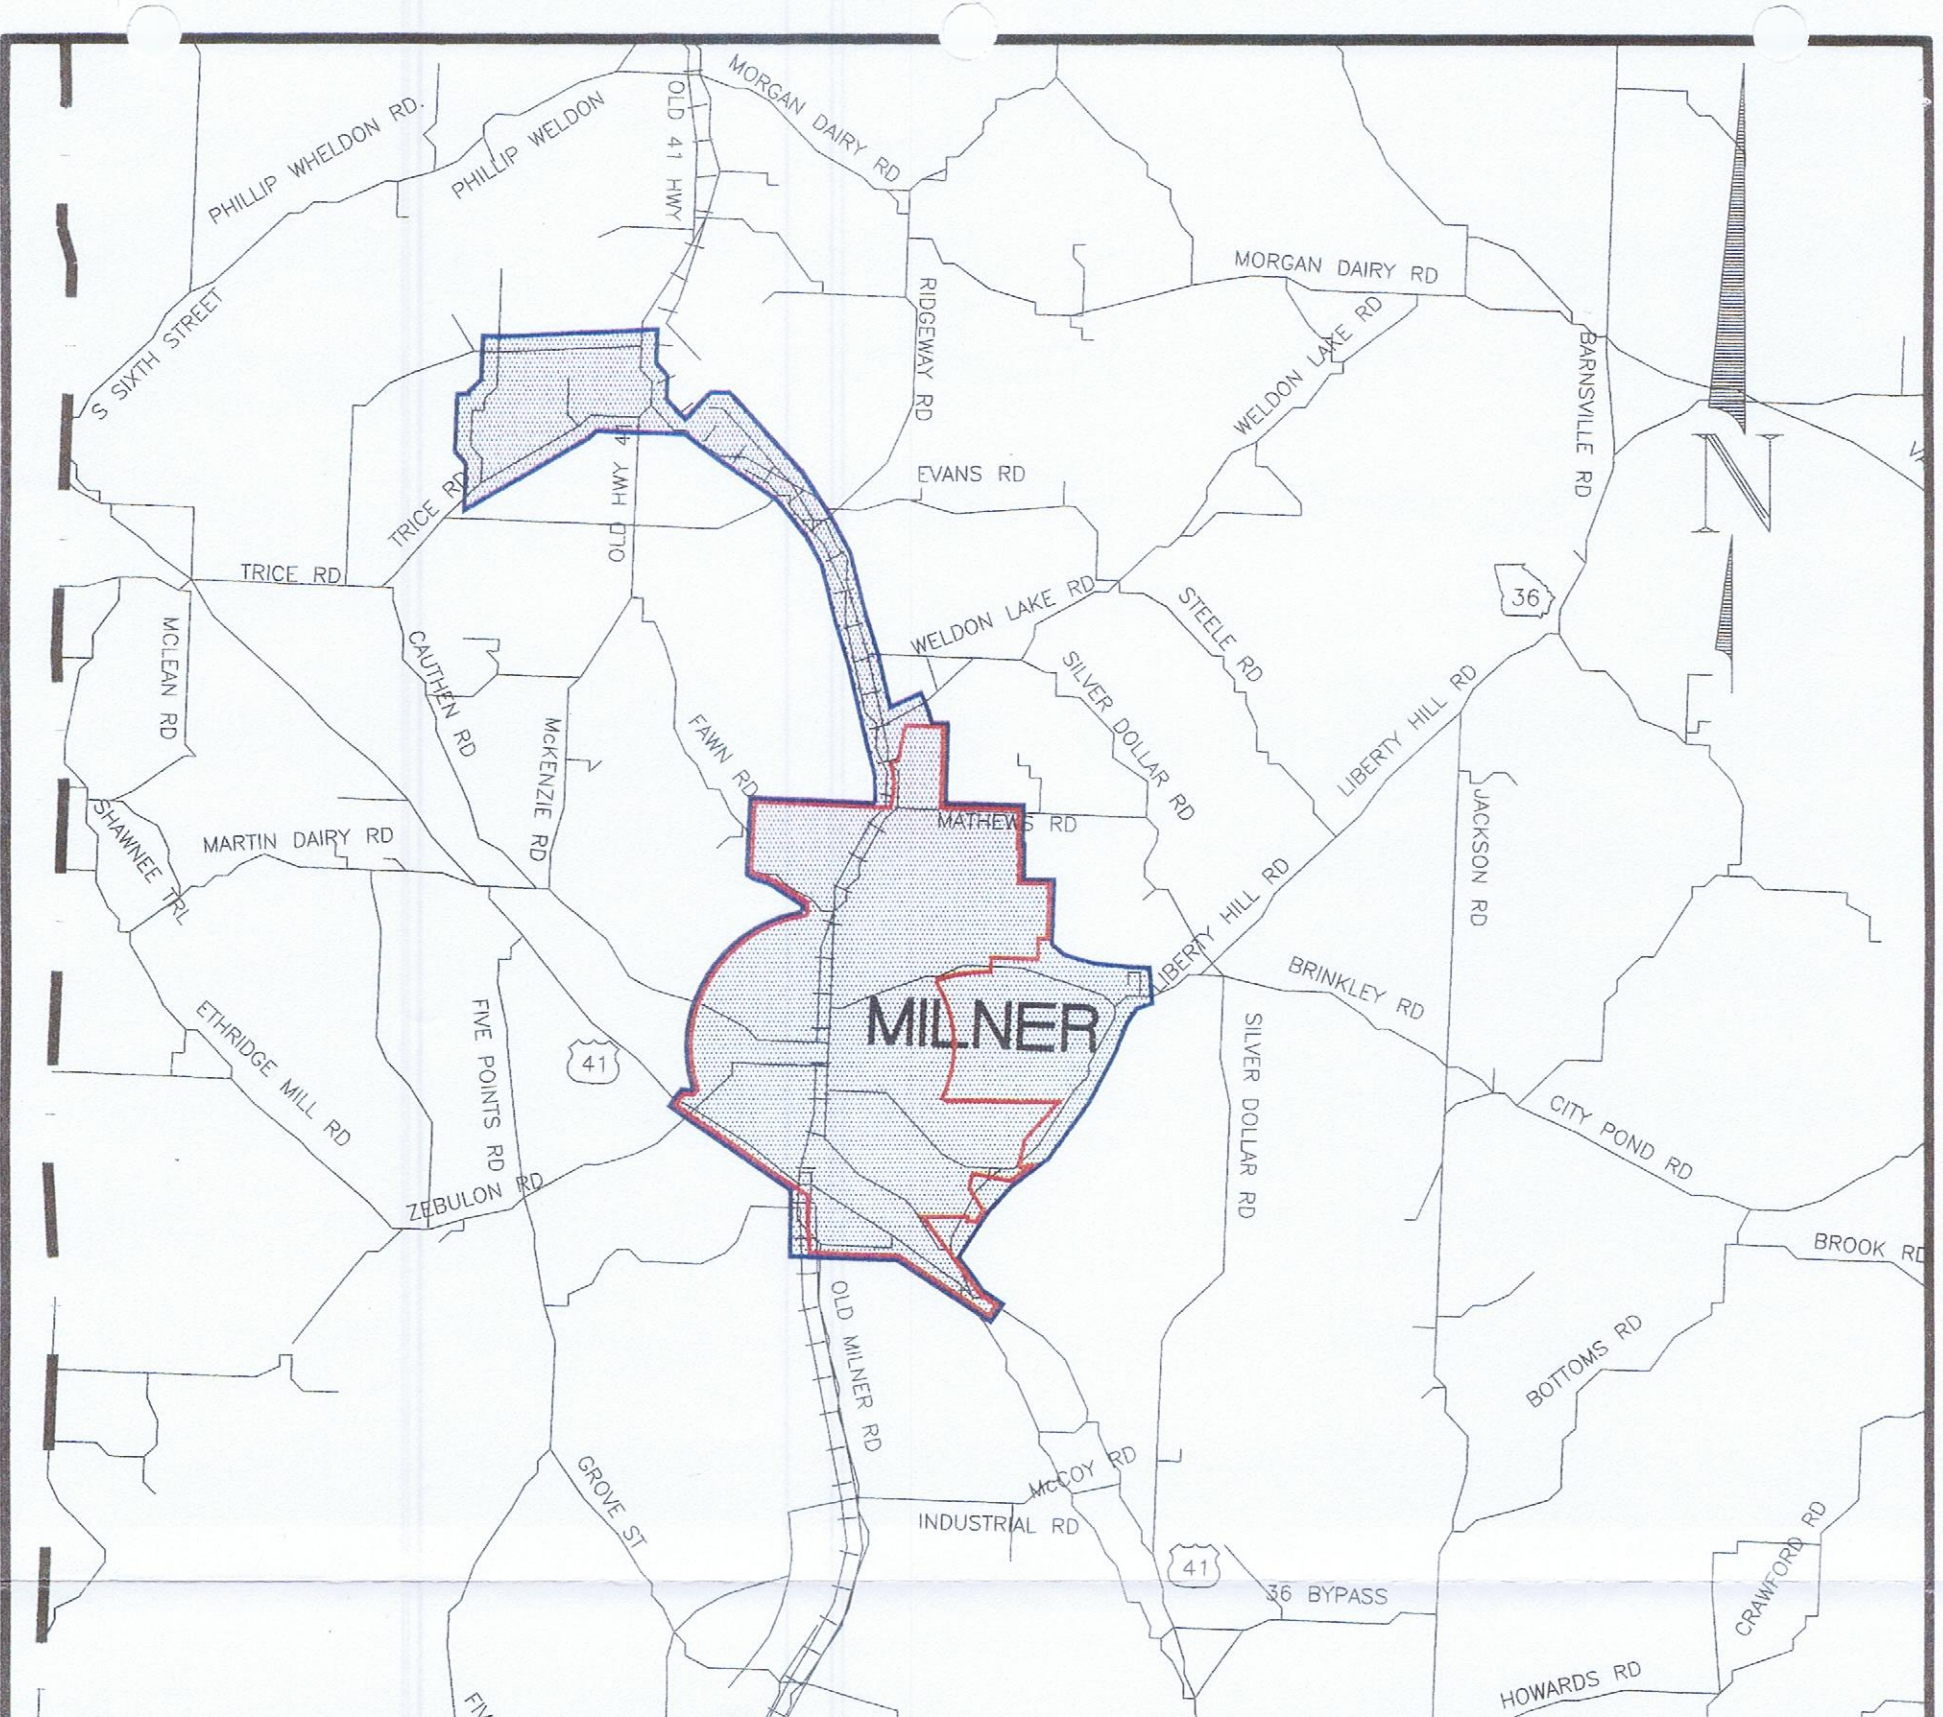 MORGAN DAIRY RD
OLD 41 HWY
PHILLIP WHELDON RD.
PHILLIP WELDON
MORGAN DAIRY RD
S SIXTH STREET
RIDGEWAY RD
WELDON LAKE RD
BARNSVILLE RD
N
TRICE RD
OLD HWY 41
EVANS RD
TRICE RD
WELDON LAKE RD
STEELE RD
36
MCLEAN RD
CAUTHEN RD
McKENZIE RD
FAWN RD
SILVER DOLLAR RD
LIBERTY HILL RD
SHAWNEE TRL
MARTIN DAIRY RD
MATHEWS RD
JACKSON RD
LIBERTY HILL RD
BRINKLEY RD
MILNER
ETHRIDGE MILL RD
FIVE POINTS RD
41
SILVER DOLLAR RD
CITY POND RD
ZEBULON RD
BROOK RD
OLD MILNER RD
BOTTOMS RD
GROVE ST
McCOY RD
INDUSTRIAL RD
41
36 BYPASS
CRAWFORD RD
HOWARDS RD
FIV